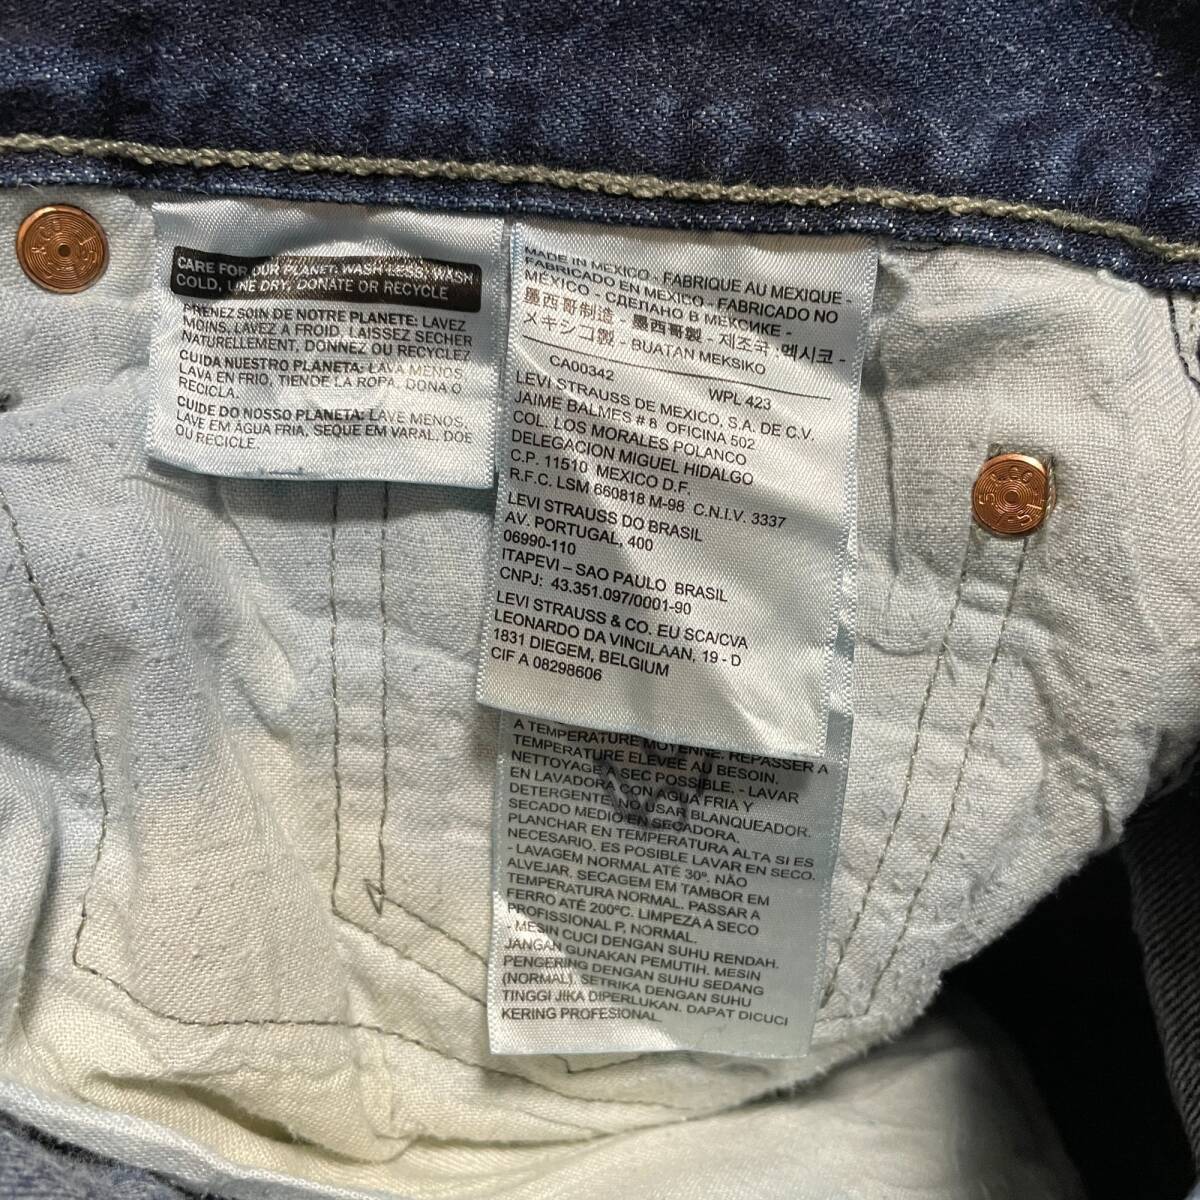 CARE FOR OUR PLANET: WASH LESS, WASH
COLD, LINE DRY, DONATE OR RECYCLE
PRENEZ SOIN DE NOTRE PLANETE: LAVEZ
MOINS, LAVEZ A FROID, LAISSEZ SECHER
NATURELLEMENT, DONNEZ OU RECYCLEZ
CUIDA NUESTRO PLANETA: LAVA MENOS,
LAVA EN FRIO, TIENDE LA ROPA, DONA O
RECICLA.
CUIDE DO NOSSO PLANETA: LAVE MENOS,
LAVE EM ÁGUA FRIA, SEQUE EM VARAL, DOE
OU RECICLE.
MADE IN MEXICO - FABRIQUE AU MEXIQUE -
FABRICADO EN MEXICO - FABRICADO NO
MÉXICO - СДЕЛАНО В МЕКСИКЕ -
墨西哥制造 - 墨西哥製 - 제조국 :멕시코 -
メキシコ製 - BUATAN MEKSIKO
CA00342 WPL 423
LEVI STRAUSS DE MEXICO, S.A. DE C.V.
JAIME BALMES # 8 OFICINA 502
COL. LOS MORALES POLANCO
DELEGACION MIGUEL HIDALGO
C.P. 11510 MEXICO D.F.
R.F.C. LSM 660818 M-98 C.N.I.V. 3337
LEVI STRAUSS DO BRASIL
AV. PORTUGAL, 400
06990-110
ITAPEVI – SAO PAULO BRASIL
CNPJ: 43.351.097/0001-90
LEVI STRAUSS & CO. EU SCA/CVA
LEONARDO DA VINCILAAN, 19 - D
1831 DIEGEM, BELGIUM
CIF A 08298606
A TEMPERATURE MOYENNE. REPASSER A
TEMPERATURE ELEVEE AU BESOIN.
NETTOYAGE A SEC POSSIBLE. - LAVAR
EN LAVADORA CON AGUA FRIA Y
DETERGENTE. NO USAR BLANQUEADOR.
SECADO MEDIO EN SECADORA.
PLANCHAR EN TEMPERATURA ALTA SI ES
NECESARIO. ES POSIBLE LAVAR EN SECO.
- LAVAGEM NORMAL ATÉ 30º. NÃO
ALVEJAR. SECAGEM EM TAMBOR EM
TEMPERATURA NORMAL. PASSAR A
FERRO ATÉ 200ºC. LIMPEZA A SECO
PROFISSIONAL P, NORMAL.
- MESIN CUCI DENGAN SUHU RENDAH.
JANGAN GUNAKAN PEMUTIH. MESIN
PENGERING DENGAN SUHU SEDANG
(NORMAL). SETRIKA DENGAN SUHU
TINGGI JIKA DIPERLUKAN. DAPAT DICUCI
KERING PROFESIONAL.